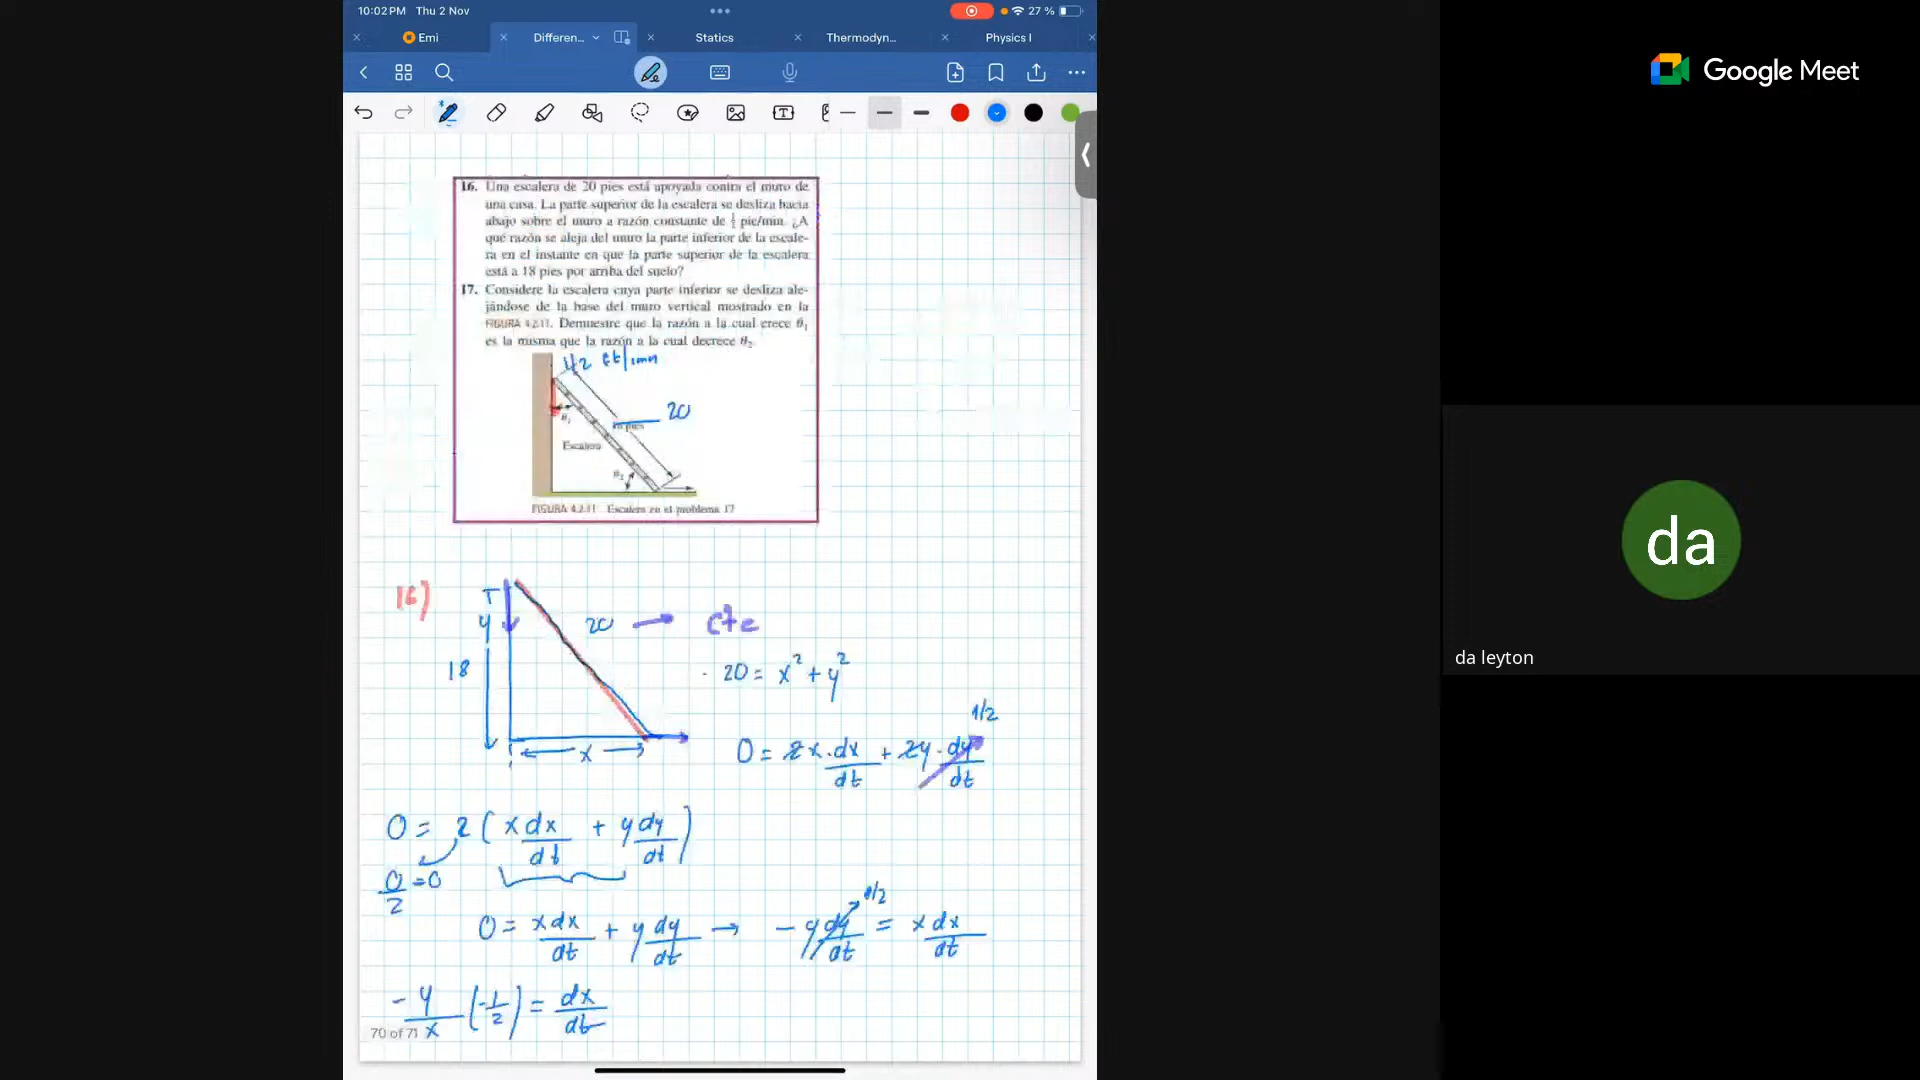 10:02 PM Thu 2 Nov
27 %
Emi
Differen...
Statics
Thermodyn...
Physics I
16. Una escalera de 20 pies está apoyada contra el muro de
una casa. La parte superior de la escalera se desliza hacia
abajo sobre el muro a razón constante de ½ pie/min. ¿A
qué razón se aleja del muro la parte inferior de la escale-
ra en el instante en que la parte superior de la escalera
está a 18 pies por arriba del suelo?
17. Considere la escalera cuya parte inferior se desliza ale-
jándose de la base del muro vertical mostrado en la
FIGURA 4.2.11. Demuestre que la razón a la cual crece θ₁
es la misma que la razón a la cual decrece θ₂.
1/2 ft/min
20
θ₁
pies
Escalera
θ₂
FIGURA 4.2.11 Escalera en el problema 17
16)
T
y
18
20 → Cte
x
20 = x² + y²
1/2
0 = 2x · dx/dt + 2y · dy/dt
0 = 2 ( x dx/dt + y dy/dt )
0/2 = 0
1/2
0 = x dx/dt + y dy/dt → - y dy/dt = x dx/dt
- y/x (-1/2) = dx/dt
70 of 71
Google Meet
da
da leyton